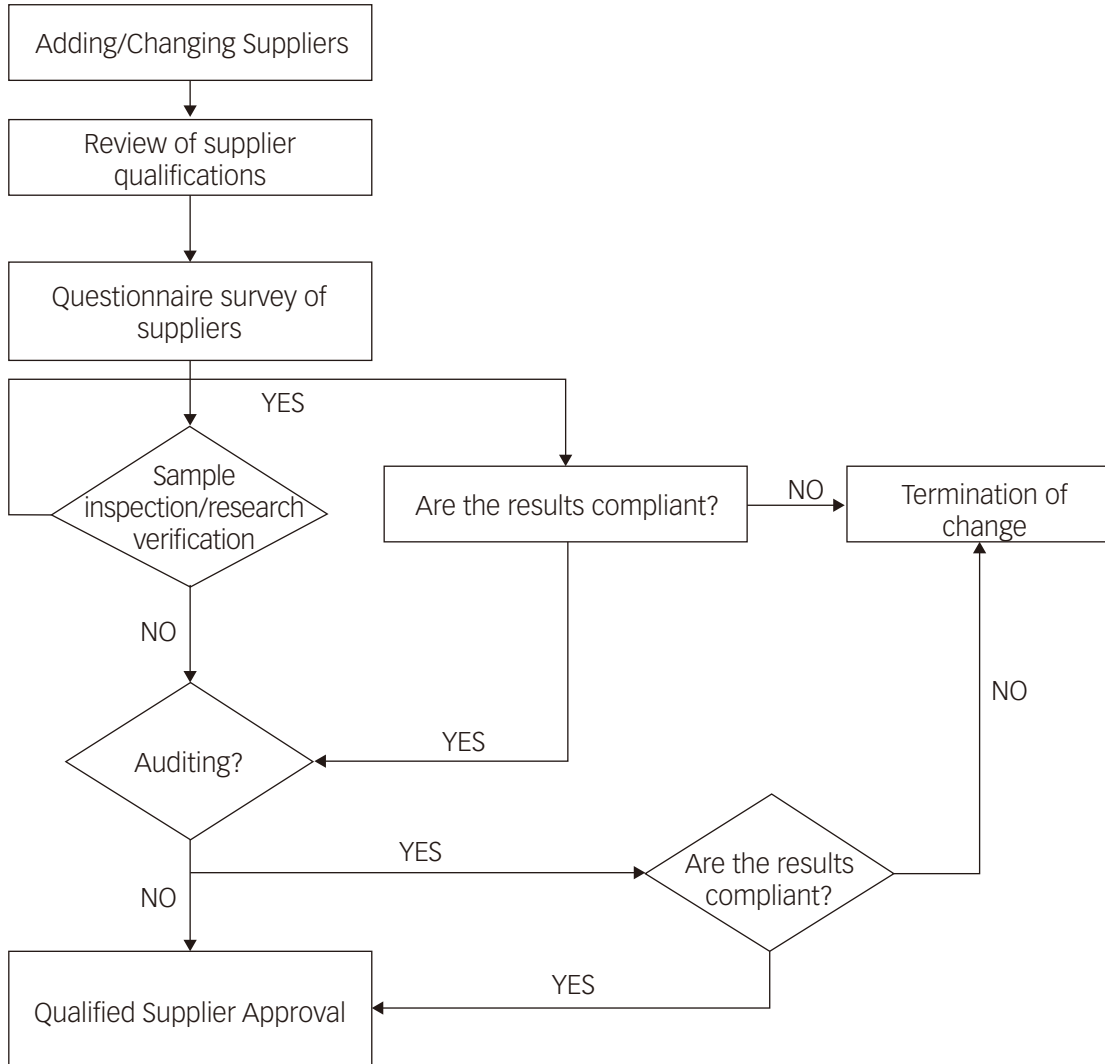 Adding/Changing Suppliers
Review of supplier
qualifications
Questionnaire survey of
suppliers
YES
Sample
inspection/research
verification
Are the results compliant?
NO
Termination of
change
NO
NO
Auditing?
YES
YES
Are the results
compliant?
NO
YES
Qualified Supplier Approval